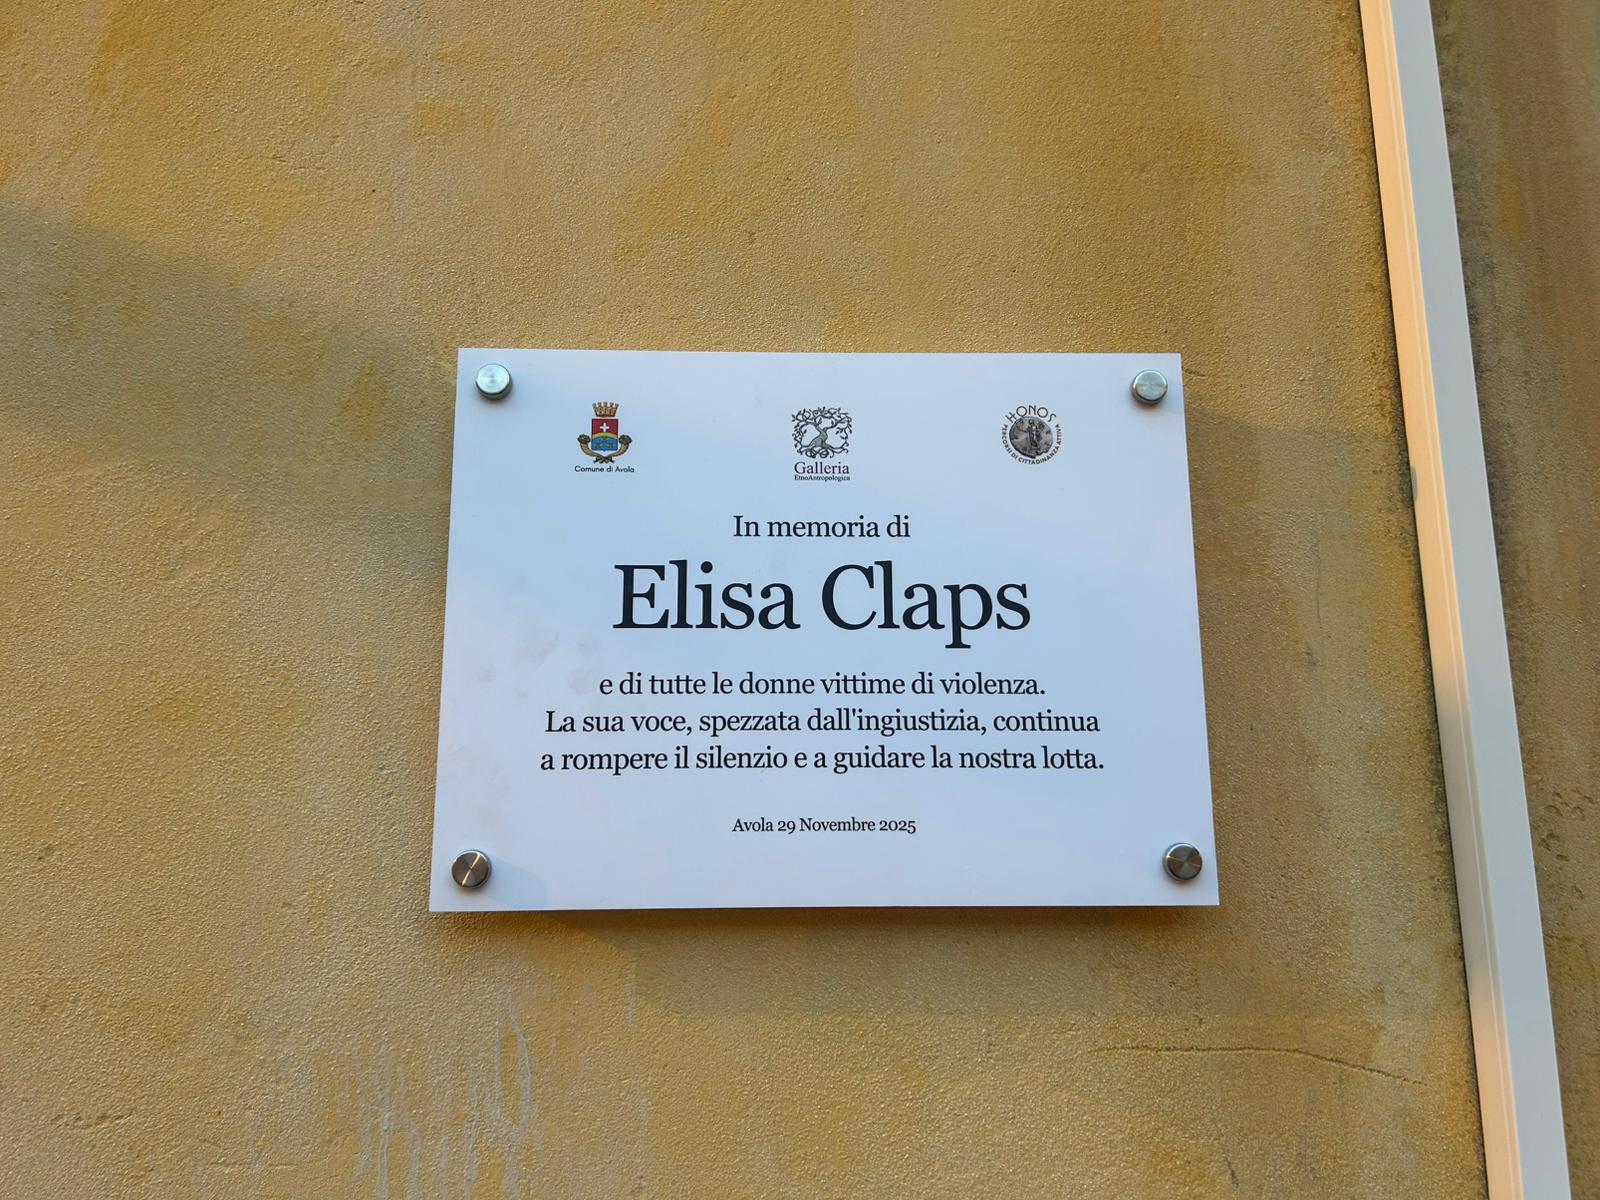 Comune di Avola
Galleria
EtnoAntropologica
HONOS
PERCORSI DI CITTADINANZA ATTIVA
In memoria di
Elisa Claps
e di tutte le donne vittime di violenza.
La sua voce, spezzata dall'ingiustizia, continua
a rompere il silenzio e a guidare la nostra lotta.
Avola 29 Novembre 2025